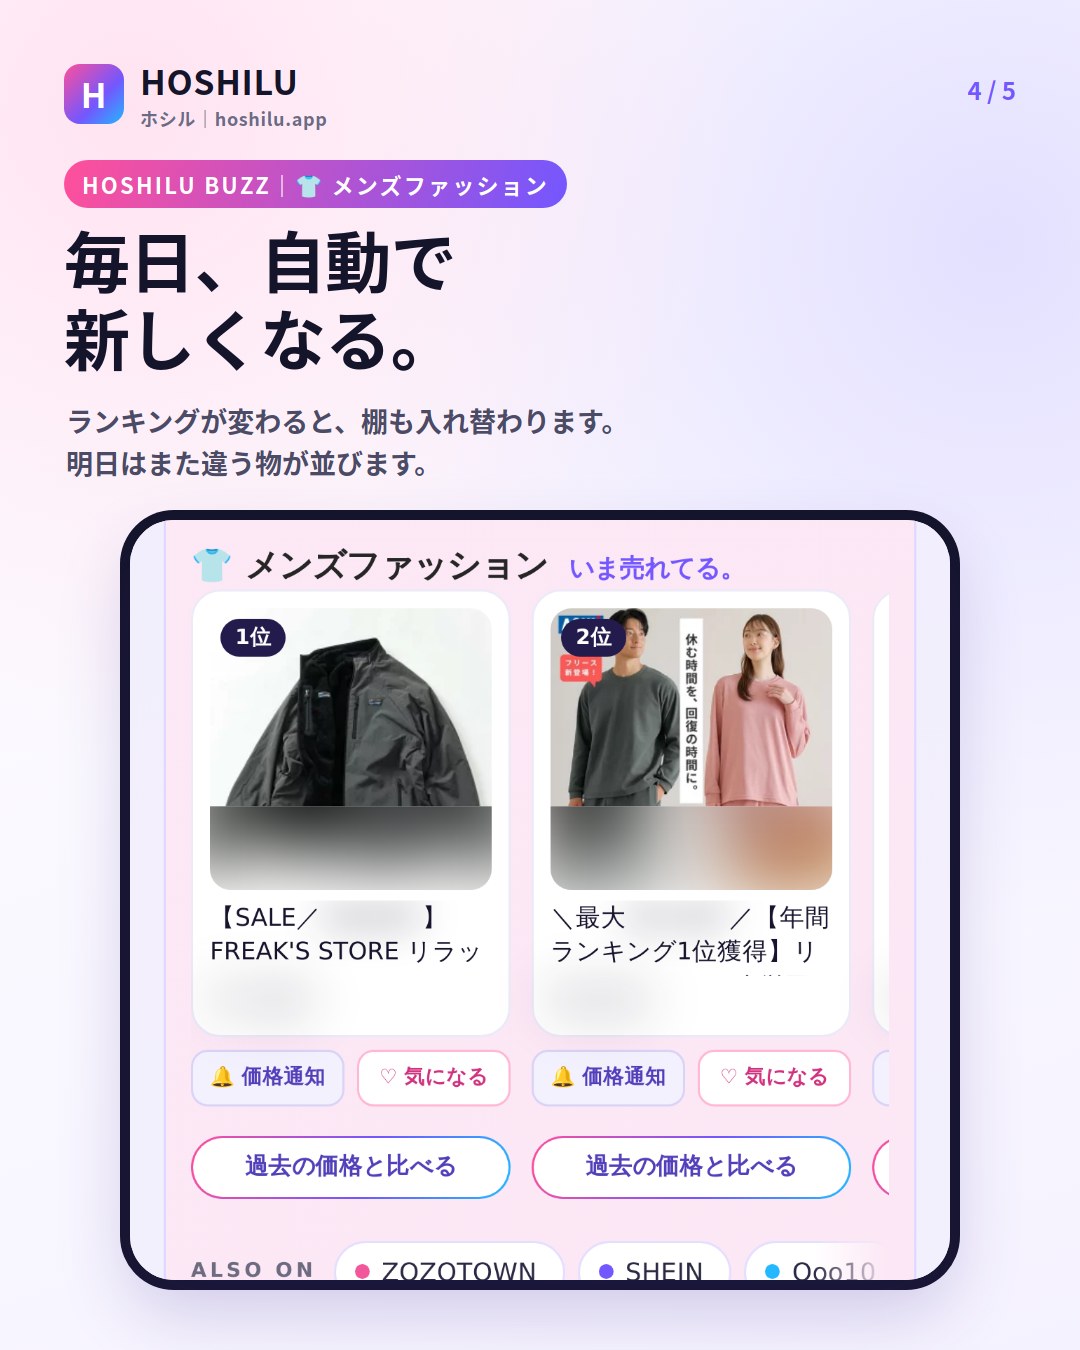 H
HOSHILU
ホシル｜hoshilu.app
4 / 5
HOSHILU BUZZ｜👕 メンズファッション
毎日、自動で
新しくなる。
ランキングが変わると、棚も入れ替わります。
明日はまた違う物が並びます。
👕 メンズファッション いま売れてる。
1位
2位
フリース
新登場！
休む時間を、回復の時間に。
【SALE／ 】
FREAK'S STORE リラッ
＼最大 ／【年間
ランキング1位獲得】リ
🔔 価格通知
♡ 気になる
🔔 価格通知
♡ 気になる
過去の価格と比べる
過去の価格と比べる
ALSO ON
ZOZOTOWN
SHEIN
Qoo10